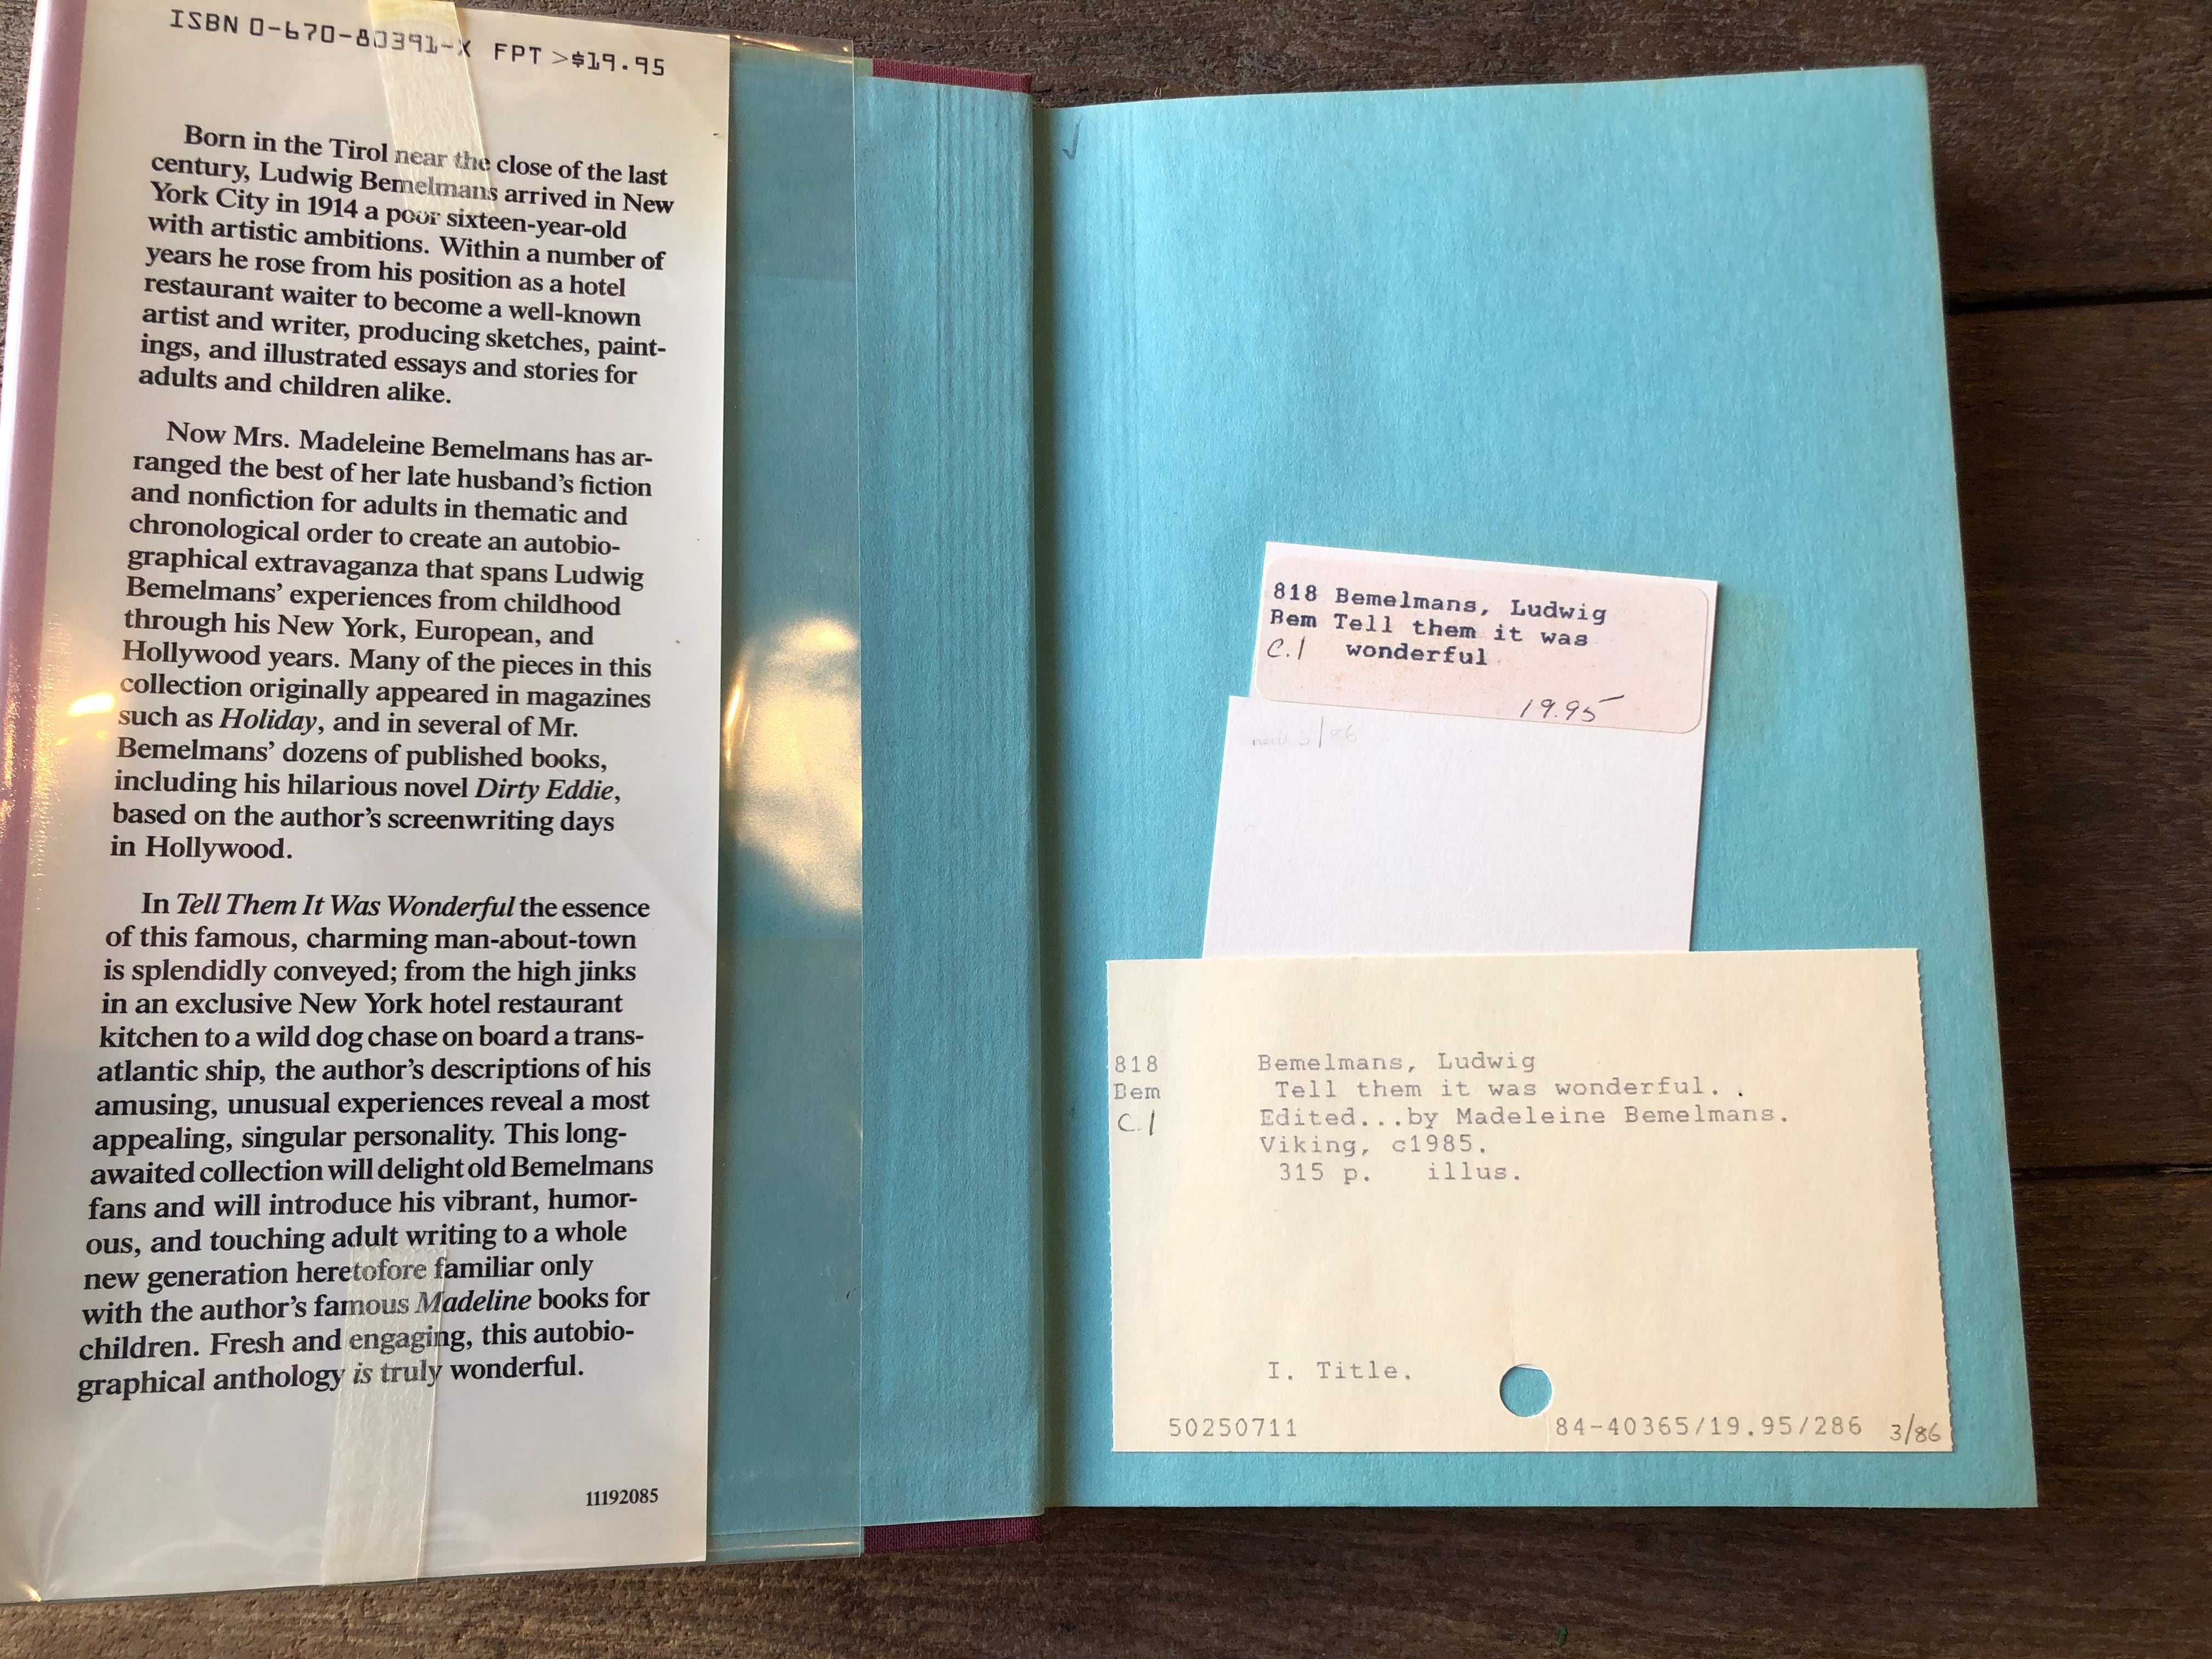 ISBN 0-670-80391-X FPT >$19.95
Born in the Tirol near the close of the last
century, Ludwig Bemelmans arrived in New
York City in 1914 a poor sixteen-year-old
with artistic ambitions. Within a number of
years he rose from his position as a hotel
restaurant waiter to become a well-known
artist and writer, producing sketches, paint-
ings, and illustrated essays and stories for
adults and children alike.
Now Mrs. Madeleine Bemelmans has ar-
ranged the best of her late husband's fiction
and nonfiction for adults in thematic and
chronological order to create an autobio-
graphical extravaganza that spans Ludwig
Bemelmans' experiences from childhood
through his New York, European, and
Hollywood years. Many of the pieces in this
collection originally appeared in magazines
such as Holiday, and in several of Mr.
Bemelmans' dozens of published books,
including his hilarious novel Dirty Eddie,
based on the author's screenwriting days
in Hollywood.
In Tell Them It Was Wonderful the essence
of this famous, charming man-about-town
is splendidly conveyed; from the high jinks
in an exclusive New York hotel restaurant
kitchen to a wild dog chase on board a trans-
atlantic ship, the author's descriptions of his
amusing, unusual experiences reveal a most
appealing, singular personality. This long-
awaited collection will delight old Bemelmans
fans and will introduce his vibrant, humor-
ous, and touching adult writing to a whole
new generation heretofore familiar only
with the author's famous Madeline books for
children. Fresh and engaging, this autobio-
graphical anthology is truly wonderful.
11192085
818 Bemelmans, Ludwig
Bem Tell them it was
C.1 wonderful
19.95
3/86
818 Bemelmans, Ludwig
Bem Tell them it was wonderful. .
C.1 Edited...by Madeleine Bemelmans.
Viking, c1985.
315 p. illus.
I. Title.
50250711 84-40365/19.95/286 3/86